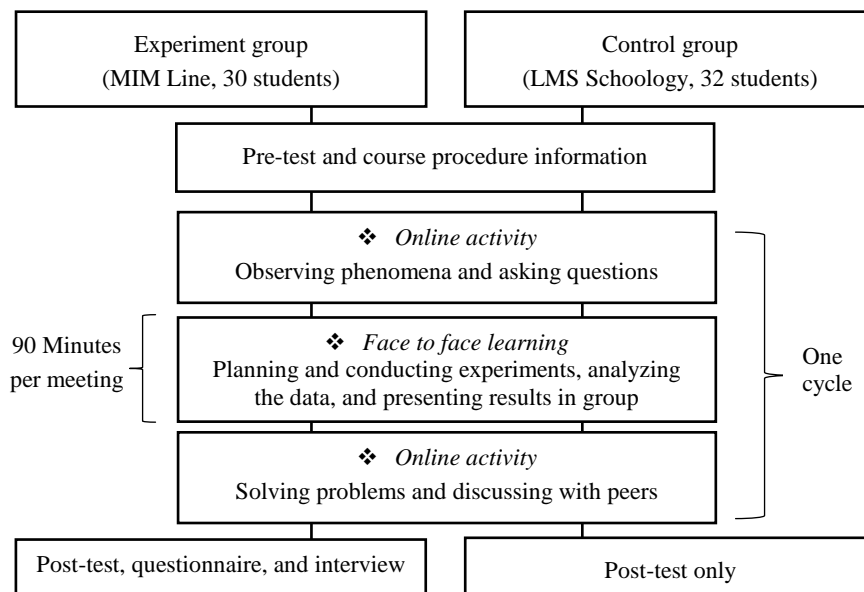 Experiment group
(MIM Line, 30 students)
Control group
(LMS Schoology, 32 students)
Pre-test and course procedure information
❖ Online activity
Observing phenomena and asking questions
90 Minutes
per meeting
❖ Face to face learning
Planning and conducting experiments, analyzing
the data, and presenting results in group
One
cycle
❖ Online activity
Solving problems and discussing with peers
Post-test, questionnaire, and interview
Post-test only